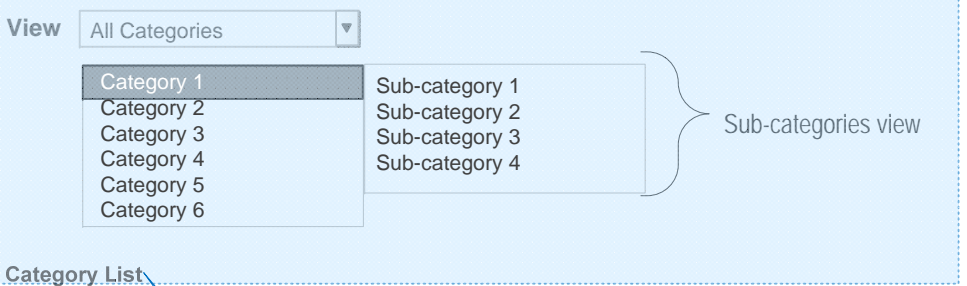 View All Categories
Category 1
Category 2
Category 3
Category 4
Category 5
Category 6
Sub-category 1
Sub-category 2
Sub-category 3
Sub-category 4
Sub-categories view
Category List